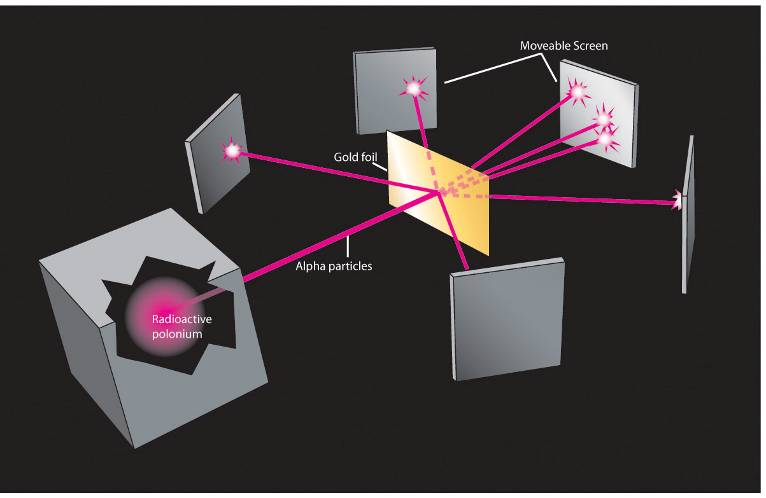 Moveable Screen
Gold foil
Alpha particles
Radioactive
polonium